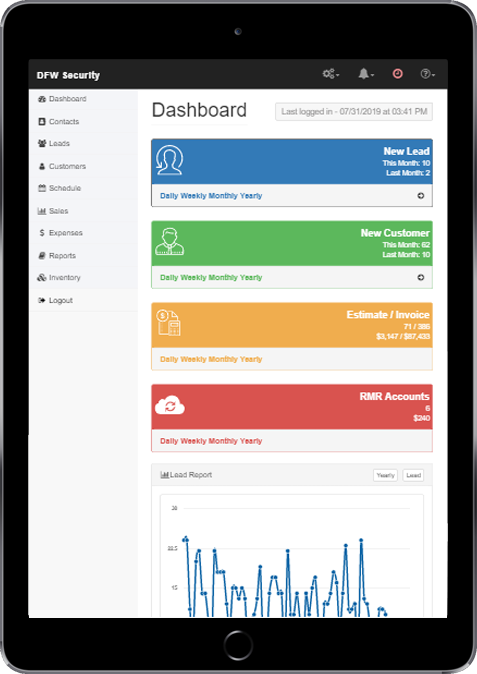 DFW Security
Dashboard
Contacts
Leads
Customers
Schedule
Sales
Expenses
Reports
Inventory
Logout
Dashboard
Last logged in - 07/31/2019 at 03:41 PM
New Lead
This Month: 10
Last Month: 2
Daily Weekly Monthly Yearly
New Customer
This Month: 62
Last Month: 10
Daily Weekly Monthly Yearly
Estimate / Invoice
71 / 386
$3,147 / $87,433
Daily Weekly Monthly Yearly
RMR Accounts
6
$240
Daily Weekly Monthly Yearly
Lead Report
Yearly Lead
30
22.5
15